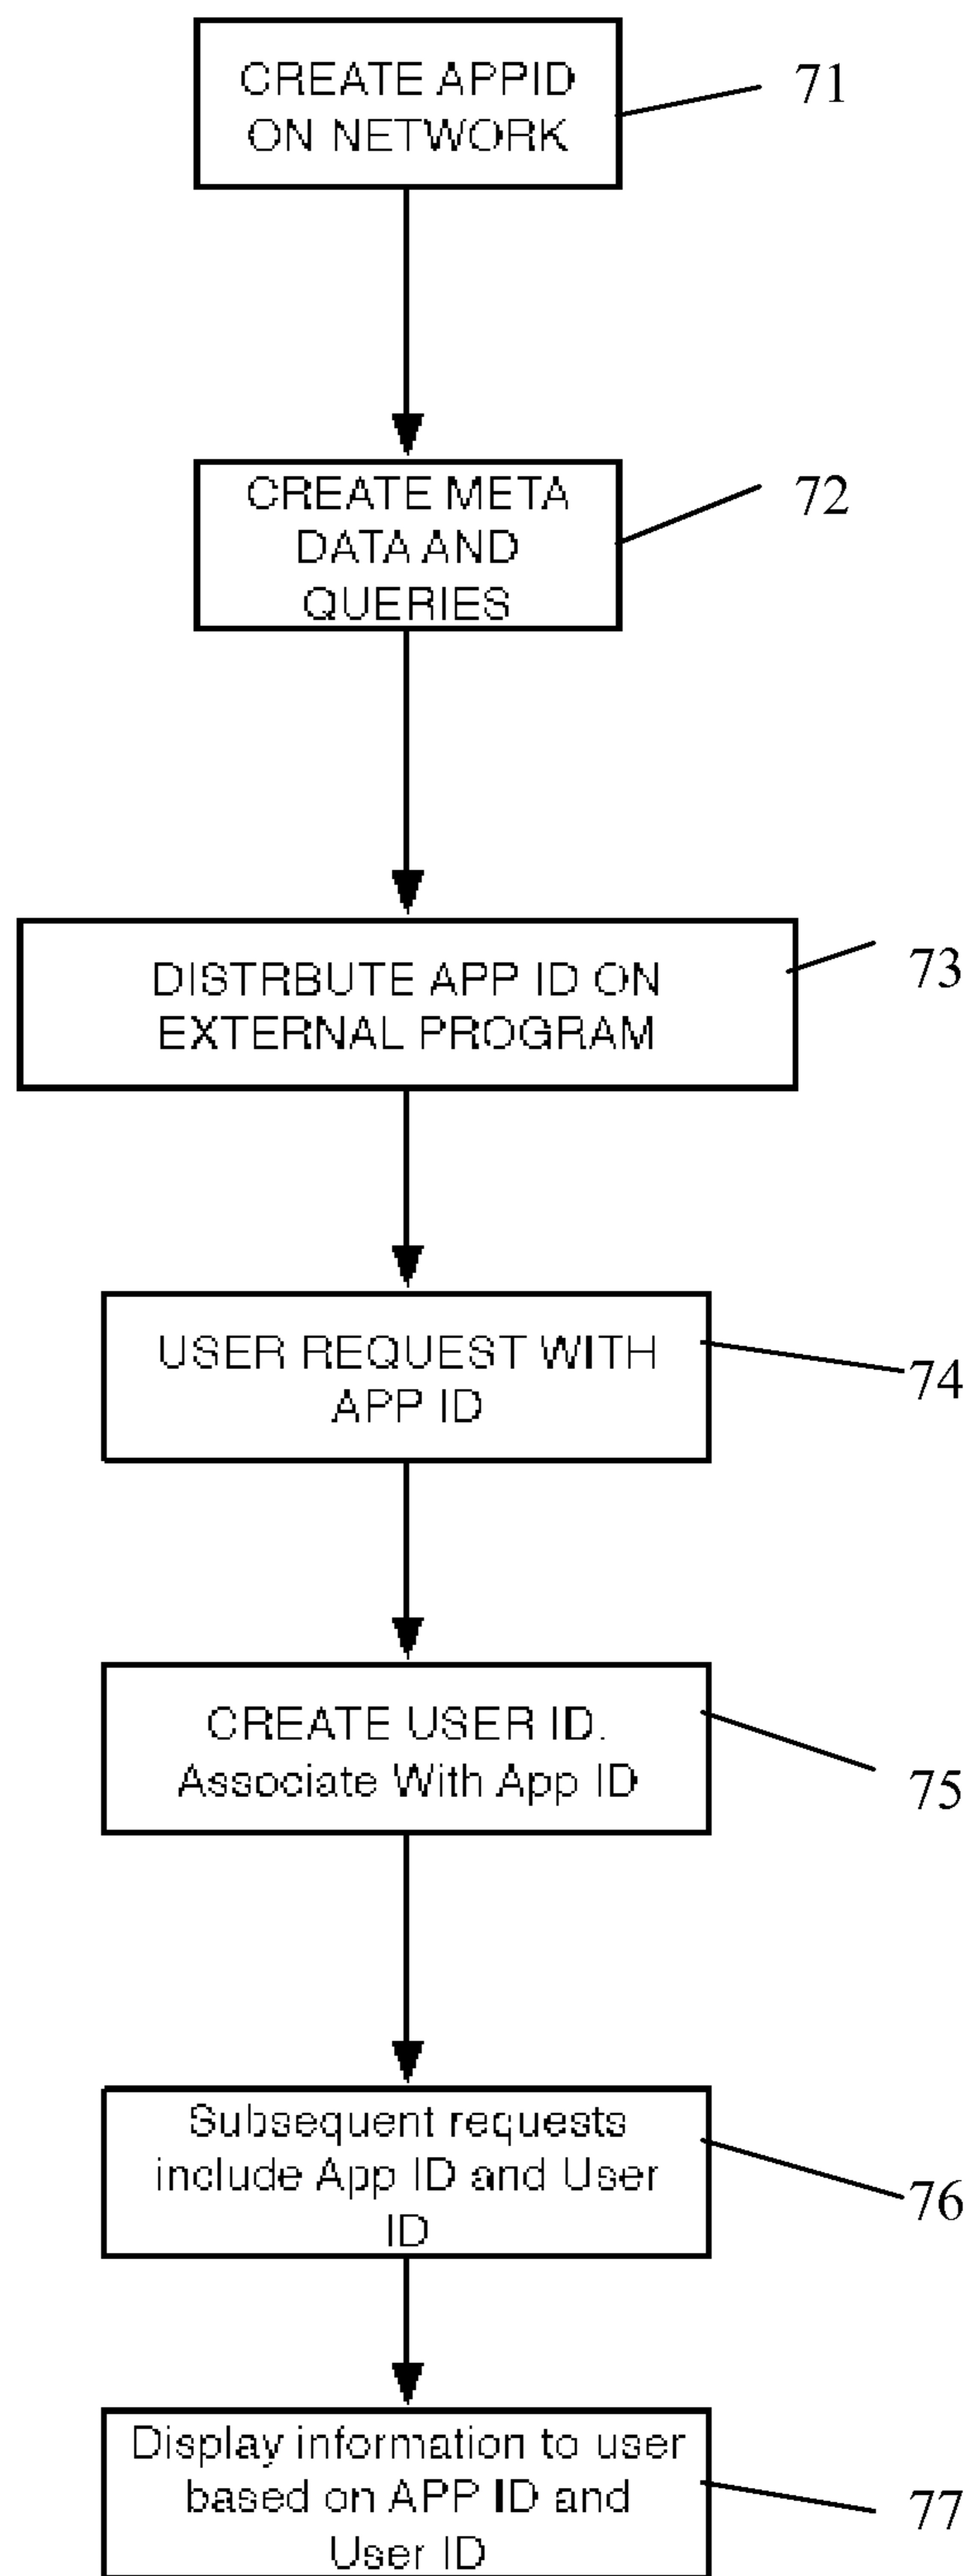 CREATE APPID
ON NETWORK
71
CREATE META
DATA AND
QUERIES
72
DISTRBUTE APP ID ON
EXTERNAL PROGRAM
73
USER REQUEST WITH
APP ID
74
CREATE USER ID.
Associate With App ID
75
Subsequent requests
include App ID and User
ID
76
Display information to user
based on APP ID and
User ID
77